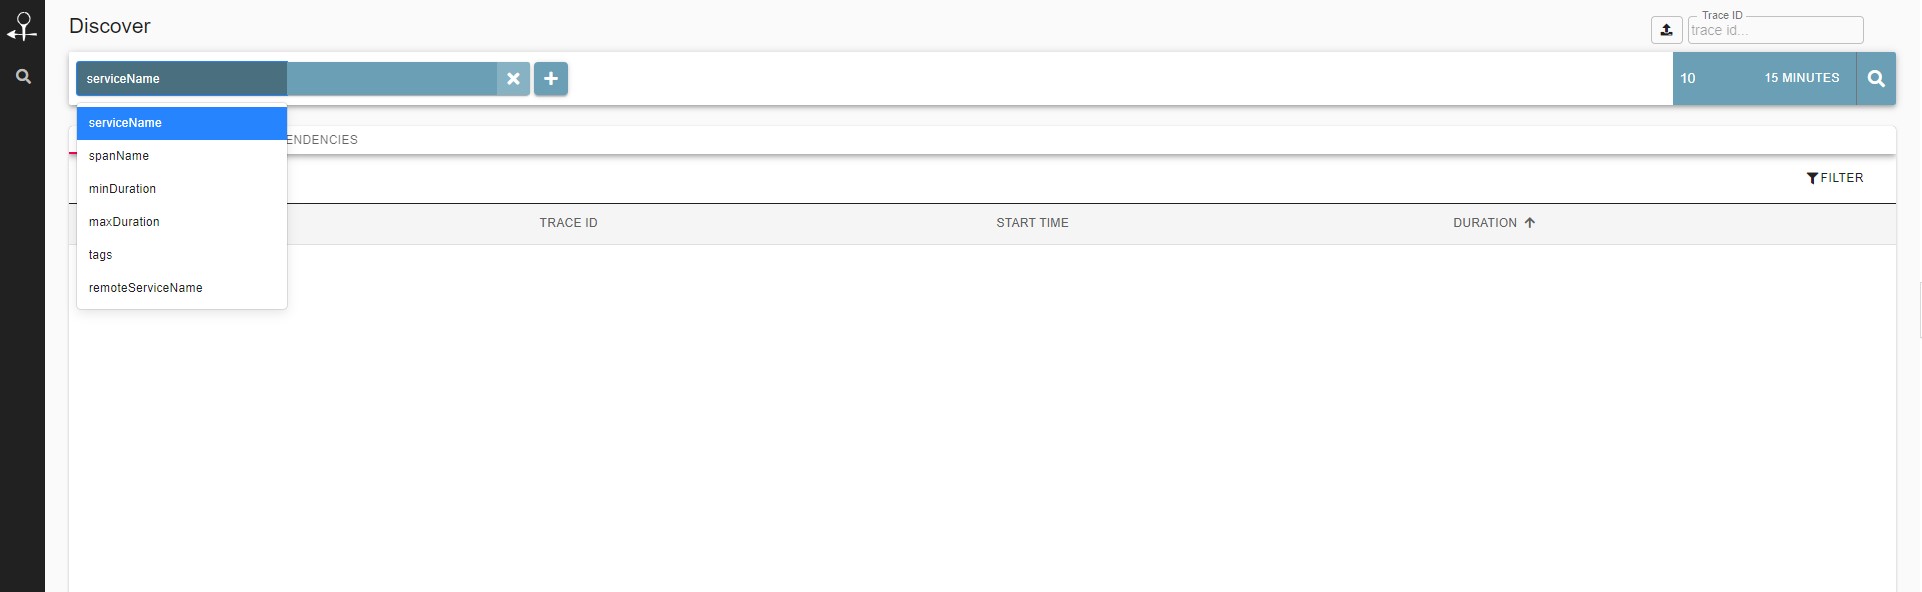 Discover
Trace ID
trace id...
serviceName
10
15 MINUTES
serviceName
spanName
minDuration
maxDuration
tags
remoteServiceName
ENDENCIES
FILTER
TRACE ID
START TIME
DURATION